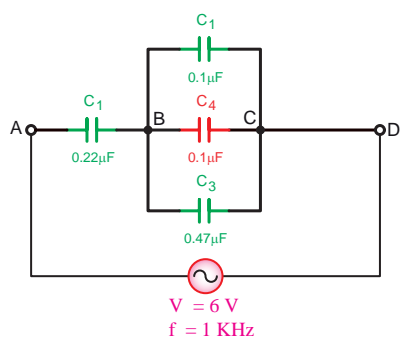 C₁
0.1μF
C₁
A
B
C₄
C
D
0.22μF
0.1μF
C₃
0.47μF
V = 6 V
f = 1 KHz